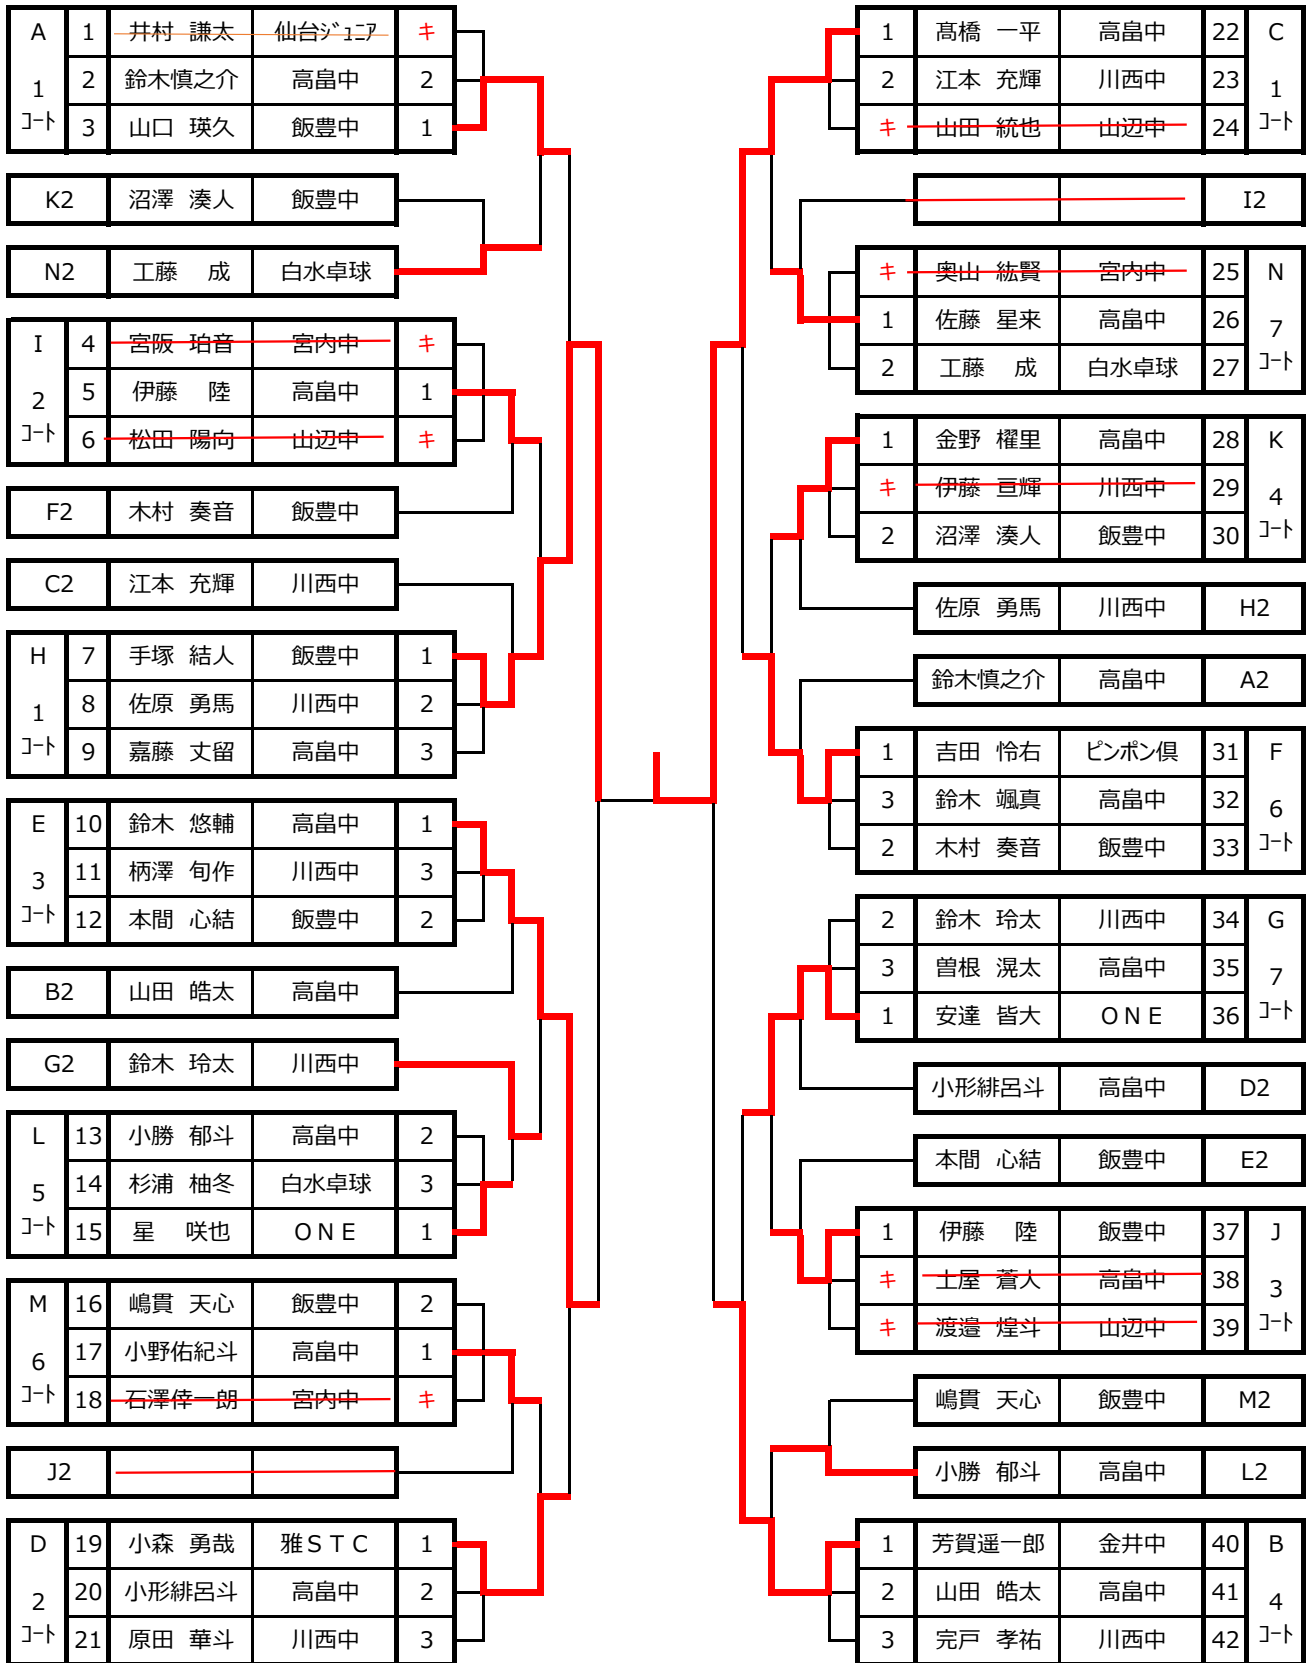 A 1コート
1 井村 謙太 仙台ｼﾞｭﾆｱ キ
2 鈴木慎之介 高畠中 2
3 山口 瑛久 飯豊中 1
K2 沼澤 湊人 飯豊中
N2 工藤 成 白水卓球
I 2コート
4 宮阪 珀音 宮内中 キ
5 伊藤 陸 高畠中 1
6 松田 陽向 山辺中 キ
F2 木村 奏音 飯豊中
C2 江本 充輝 川西中
H 1コート
7 手塚 結人 飯豊中 1
8 佐原 勇馬 川西中 2
9 嘉藤 丈留 高畠中 3
E 3コート
10 鈴木 悠輔 高畠中 1
11 柄澤 旬作 川西中 3
12 本間 心結 飯豊中 2
B2 山田 皓太 高畠中
G2 鈴木 玲太 川西中
L 5コート
13 小勝 郁斗 高畠中 2
14 杉浦 柚冬 白水卓球 3
15 星 咲也 ＯＮＥ 1
M 6コート
16 嶋貫 天心 飯豊中 2
17 小野佑紀斗 高畠中 1
18 石澤倖一朗 宮内中 キ
J2
D 2コート
19 小森 勇哉 雅ＳＴＣ 1
20 小形緋呂斗 高畠中 2
21 原田 華斗 川西中 3
C 1コート
1 髙橋 一平 高畠中 22
2 江本 充輝 川西中 23
キ 山田 統也 山辺中 24
I2
N 7コート
キ 奥山 紘賢 宮内中 25
1 佐藤 星来 高畠中 26
2 工藤 成 白水卓球 27
K 4コート
1 金野 櫂里 高畠中 28
キ 伊藤 亘輝 川西中 29
2 沼澤 湊人 飯豊中 30
佐原 勇馬 川西中 H2
鈴木慎之介 高畠中 A2
F 6コート
1 吉田 怜右 ピンポン倶 31
3 鈴木 颯真 高畠中 32
2 木村 奏音 飯豊中 33
G 7コート
2 鈴木 玲太 川西中 34
3 曽根 滉太 高畠中 35
1 安達 皆大 ＯＮＥ 36
小形緋呂斗 高畠中 D2
本間 心結 飯豊中 E2
J 3コート
1 伊藤 陸 飯豊中 37
キ 土屋 蒼人 高畠中 38
キ 渡邉 煌斗 山辺中 39
嶋貫 天心 飯豊中 M2
小勝 郁斗 高畠中 L2
B 4コート
1 芳賀遥一郎 金井中 40
2 山田 皓太 高畠中 41
3 完戸 孝祐 川西中 42